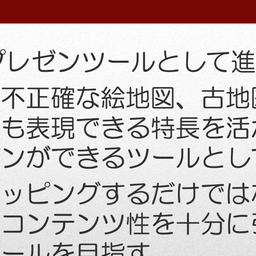 プレゼンツールとして進
不正確な絵地図、古地図
も表現できる特長を活か
ンができるツールとして
ッピングするだけではな
コンテンツ性を十分に
ールを目指す